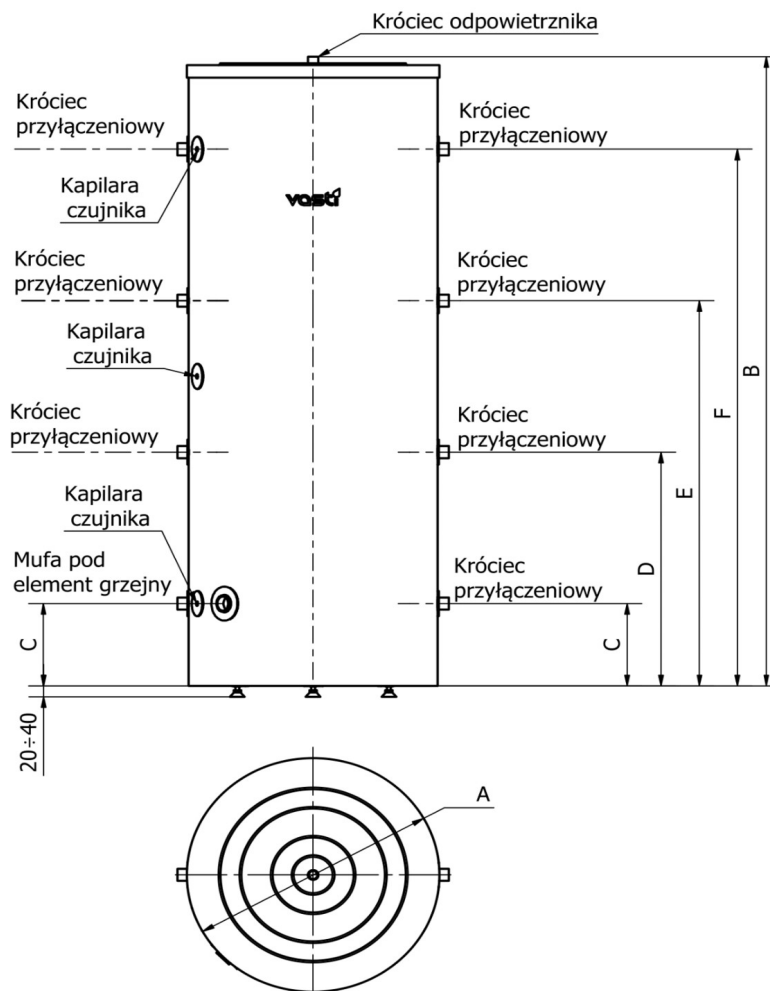 Króciec odpowietrznika
Króciec
przyłączeniowy
Króciec
przyłączeniowy
Kapilara
czujnika
vasti
Króciec
przyłączeniowy
Króciec
przyłączeniowy
Kapilara
czujnika
B
F
Króciec
przyłączeniowy
Króciec
przyłączeniowy
E
Kapilara
czujnika
D
Mufa pod
element grzejny
Króciec
przyłączeniowy
C
C
20÷40
A